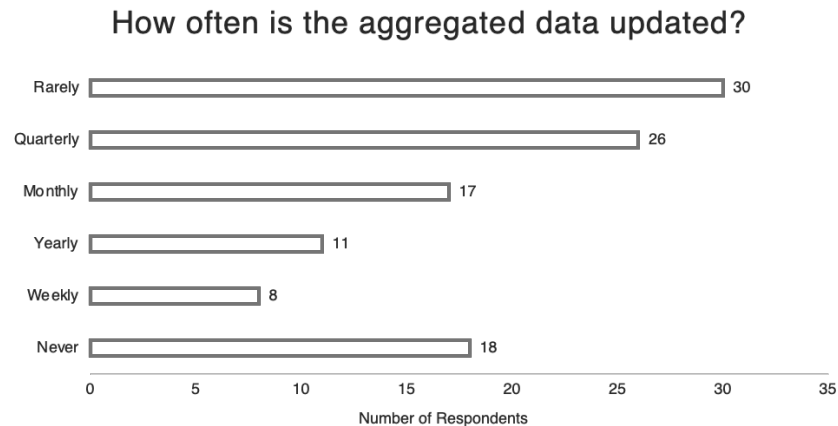 How often is the aggregated data updated?
Rarely 30
Quarterly 26
Monthly 17
Yearly 11
Weekly 8
Never 18
0 5 10 15 20 25 30 35
Number of Respondents